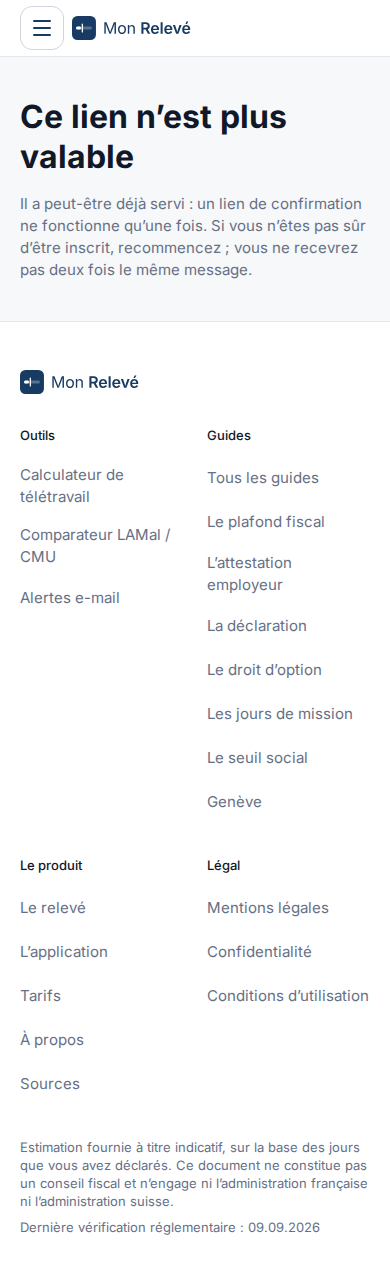 Mon Relevé
Ce lien n’est plus
valable
Il a peut-être déjà servi : un lien de confirmation
ne fonctionne qu’une fois. Si vous n’êtes pas sûr
d’être inscrit, recommencez ; vous ne recevrez
pas deux fois le même message.
Mon Relevé
Outils
Calculateur de
télétravail
Comparateur LAMal /
CMU
Alertes e-mail
Guides
Tous les guides
Le plafond fiscal
L’attestation
employeur
La déclaration
Le droit d’option
Les jours de mission
Le seuil social
Genève
Le produit
Le relevé
L’application
Tarifs
À propos
Sources
Légal
Mentions légales
Confidentialité
Conditions d’utilisation
Estimation fournie à titre indicatif, sur la base des jours
que vous avez déclarés. Ce document ne constitue pas
un conseil fiscal et n’engage ni l’administration française
ni l’administration suisse.
Dernière vérification réglementaire : 09.09.2026